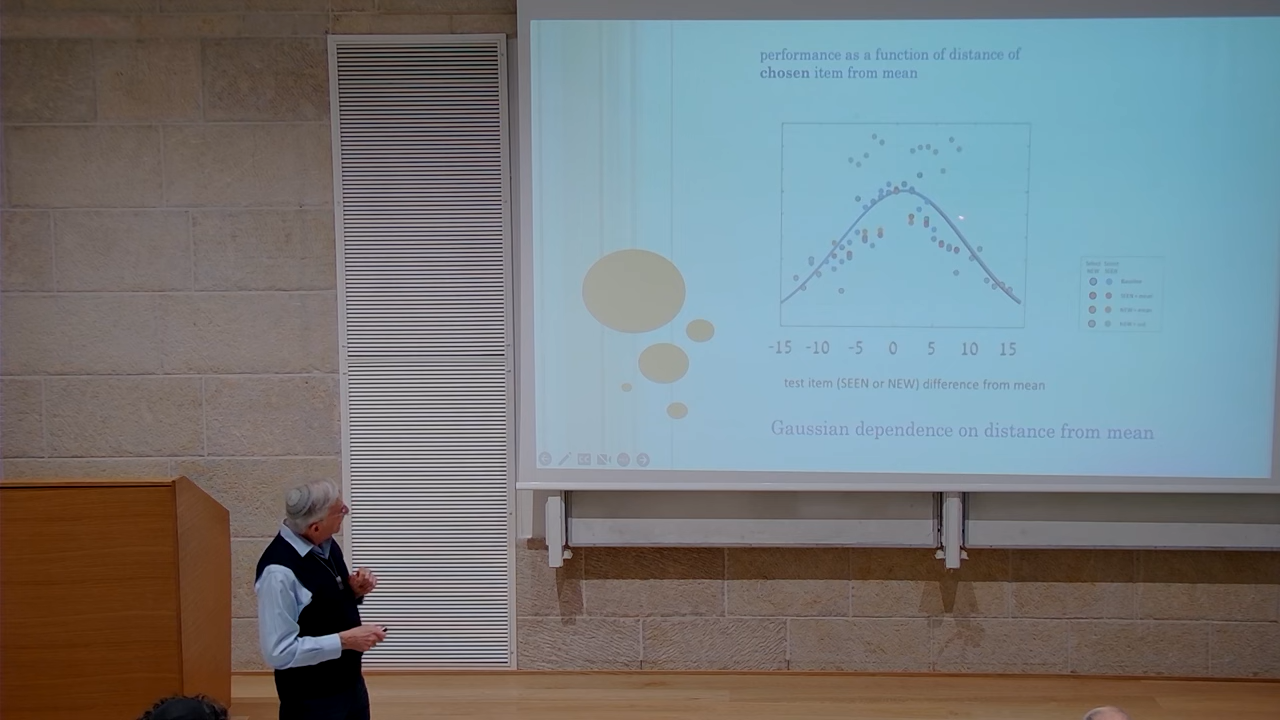 performance as a function of distance of
chosen item from mean
-15 -10 -5 0 5 10 15
test item (SEEN or NEW) difference from mean
Gaussian dependence on distance from mean